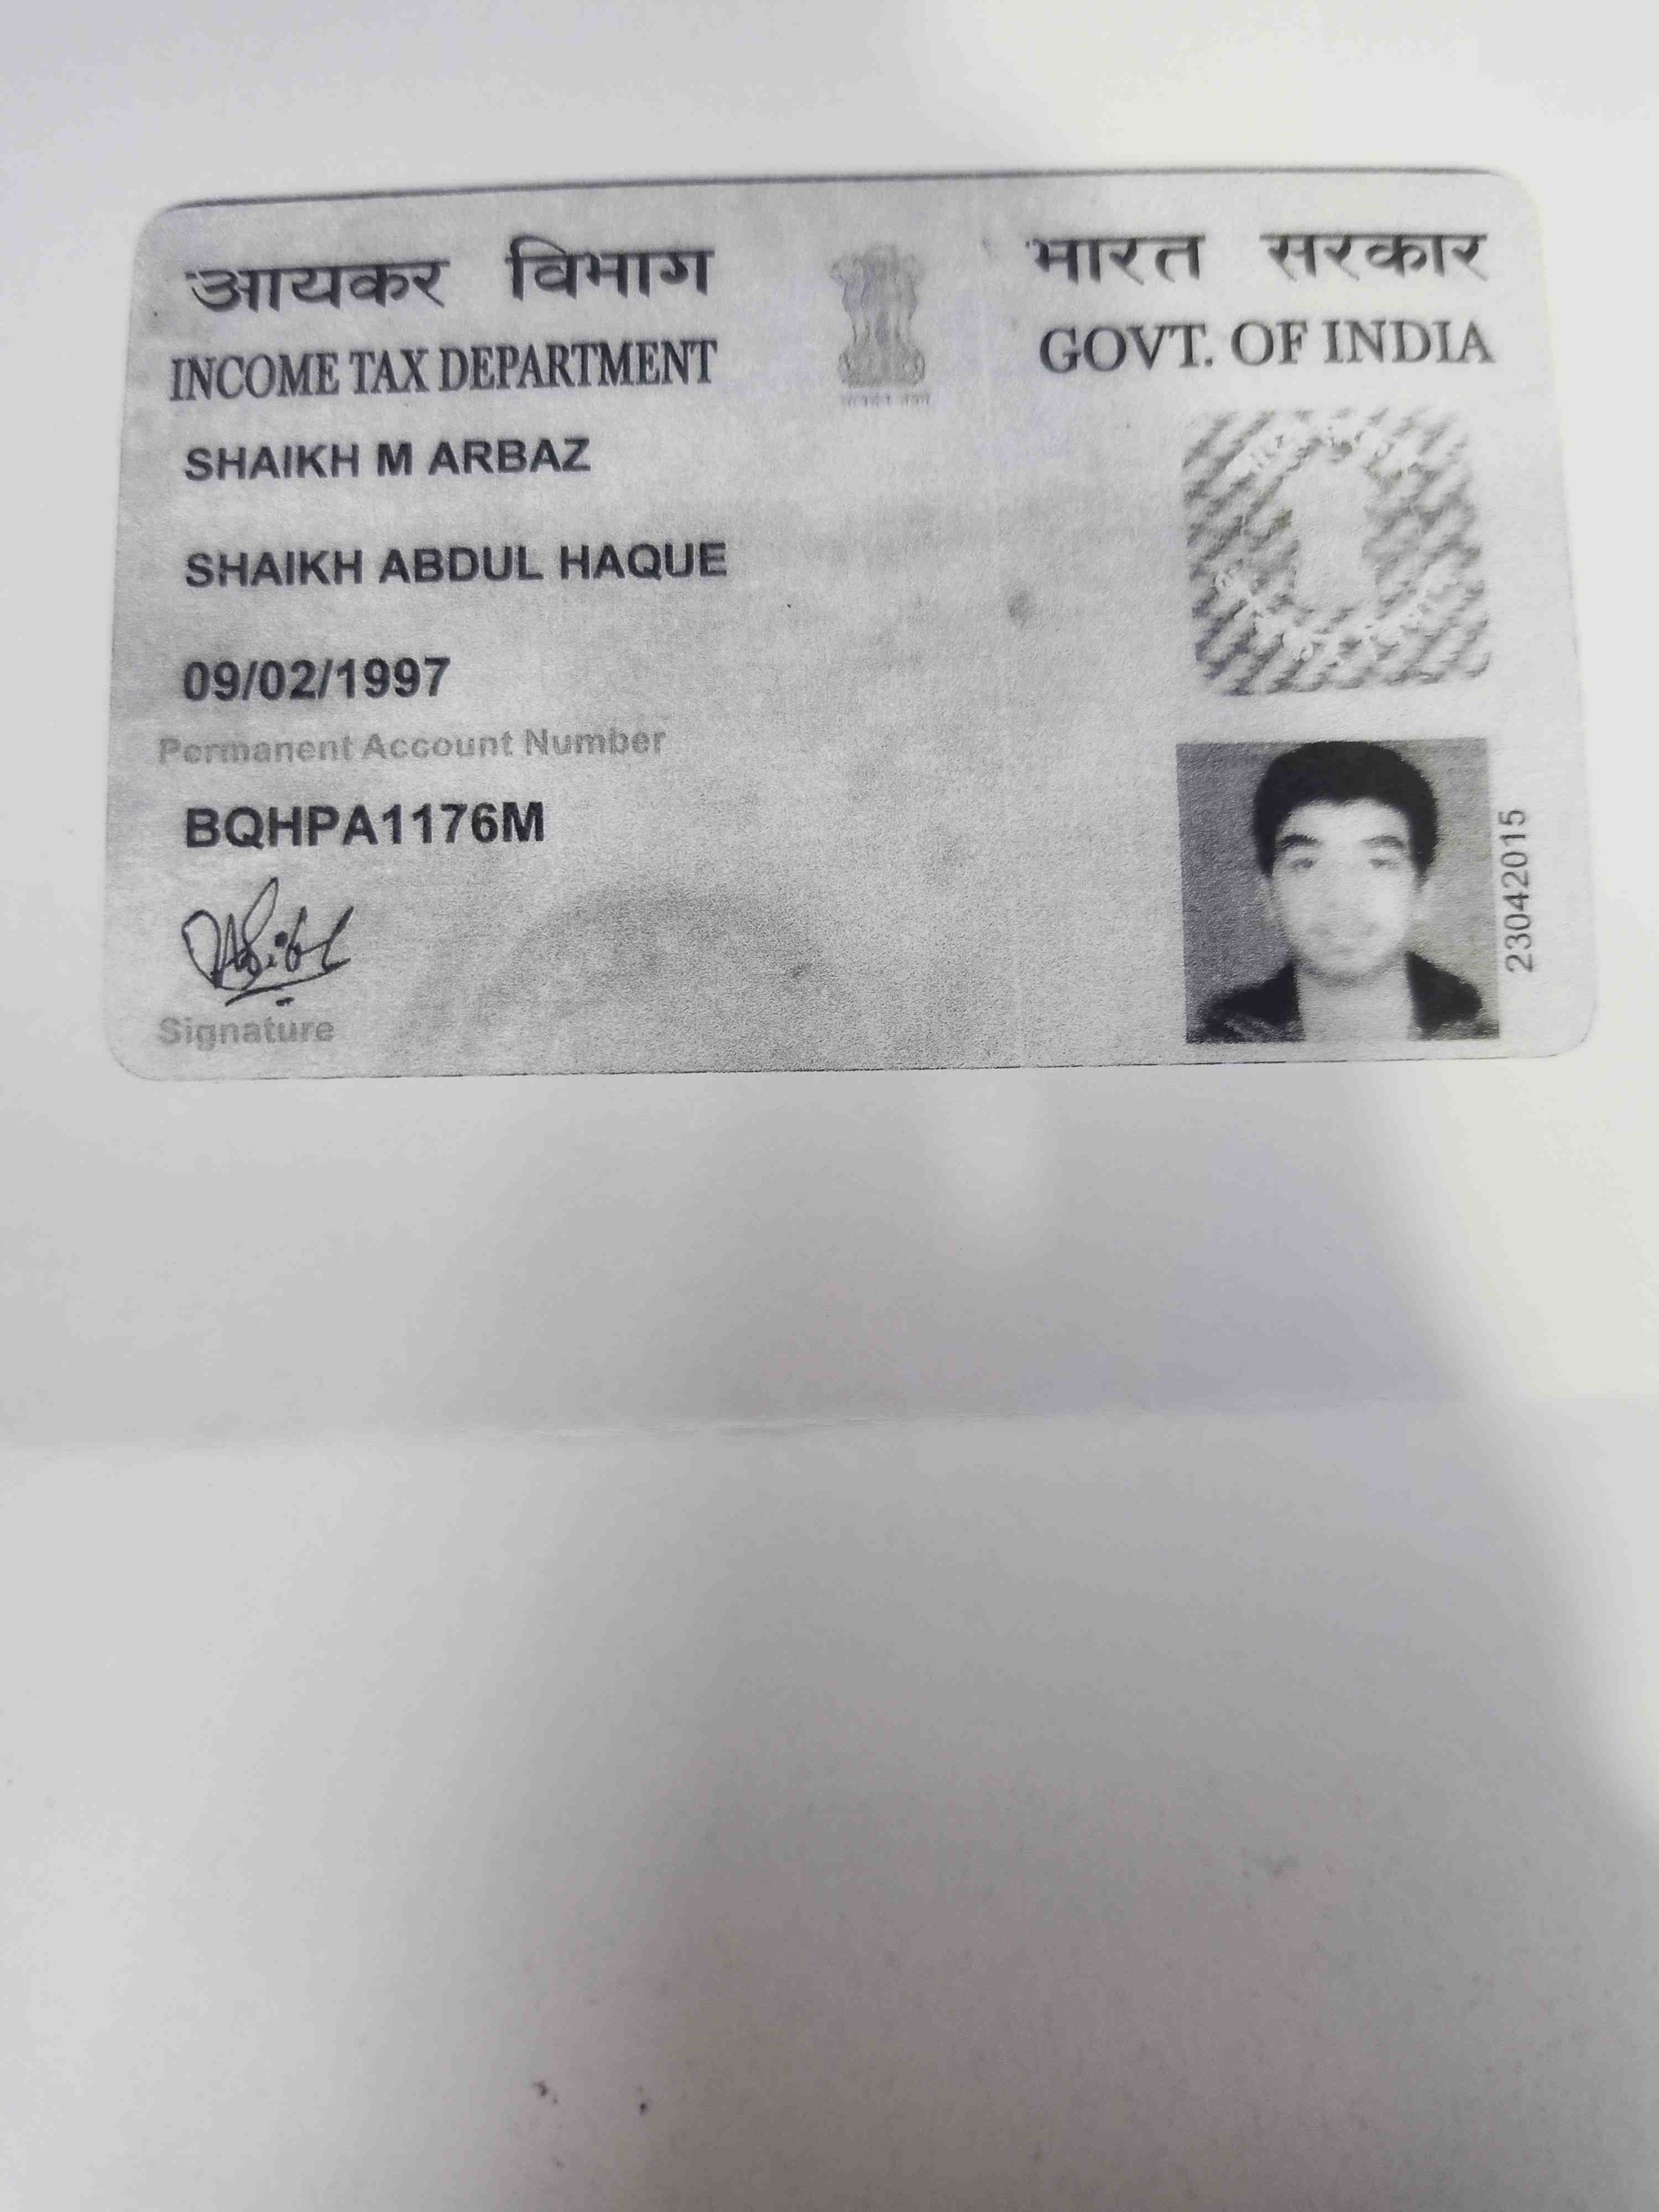 आयकर विभाग
INCOME TAX DEPARTMENT
भारत सरकार
GOVT. OF INDIA
SHAIKH M ARBAZ
SHAIKH ABDUL HAQUE
09/02/1997
Permanent Account Number
BQHPA1176M
Signature
23042015